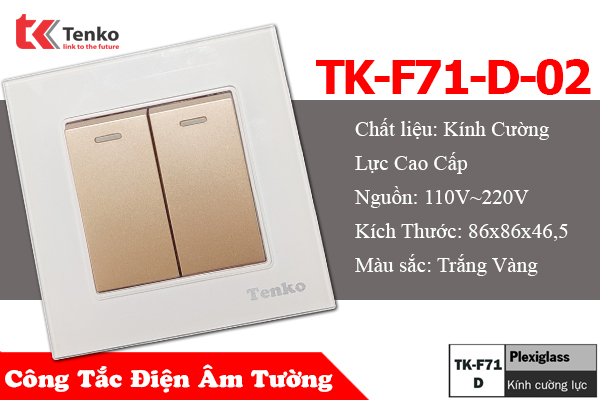 Tenko
link to the future
TK-F71-D-02
Chất liệu: Kính Cường
Lực Cao Cấp
Nguồn: 110V~220V
Kích Thước: 86x86x46,5
Màu sắc: Trắng Vàng
Tenko
Công Tắc Điện Âm Tường
TK-F71
D
Plexiglass
Kính cường lực